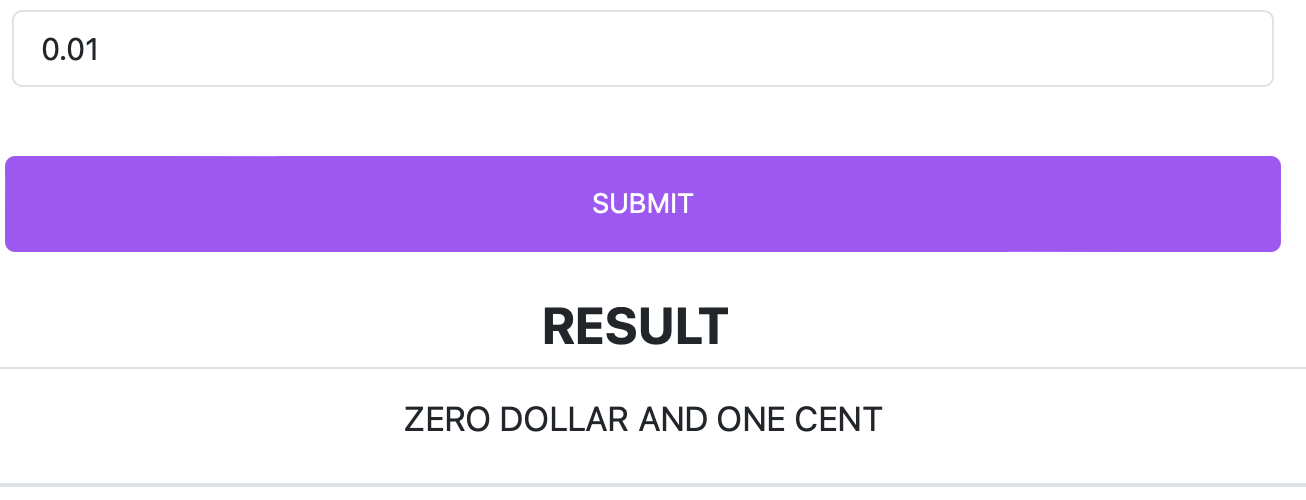 0.01
SUBMIT
RESULT
ZERO DOLLAR AND ONE CENT